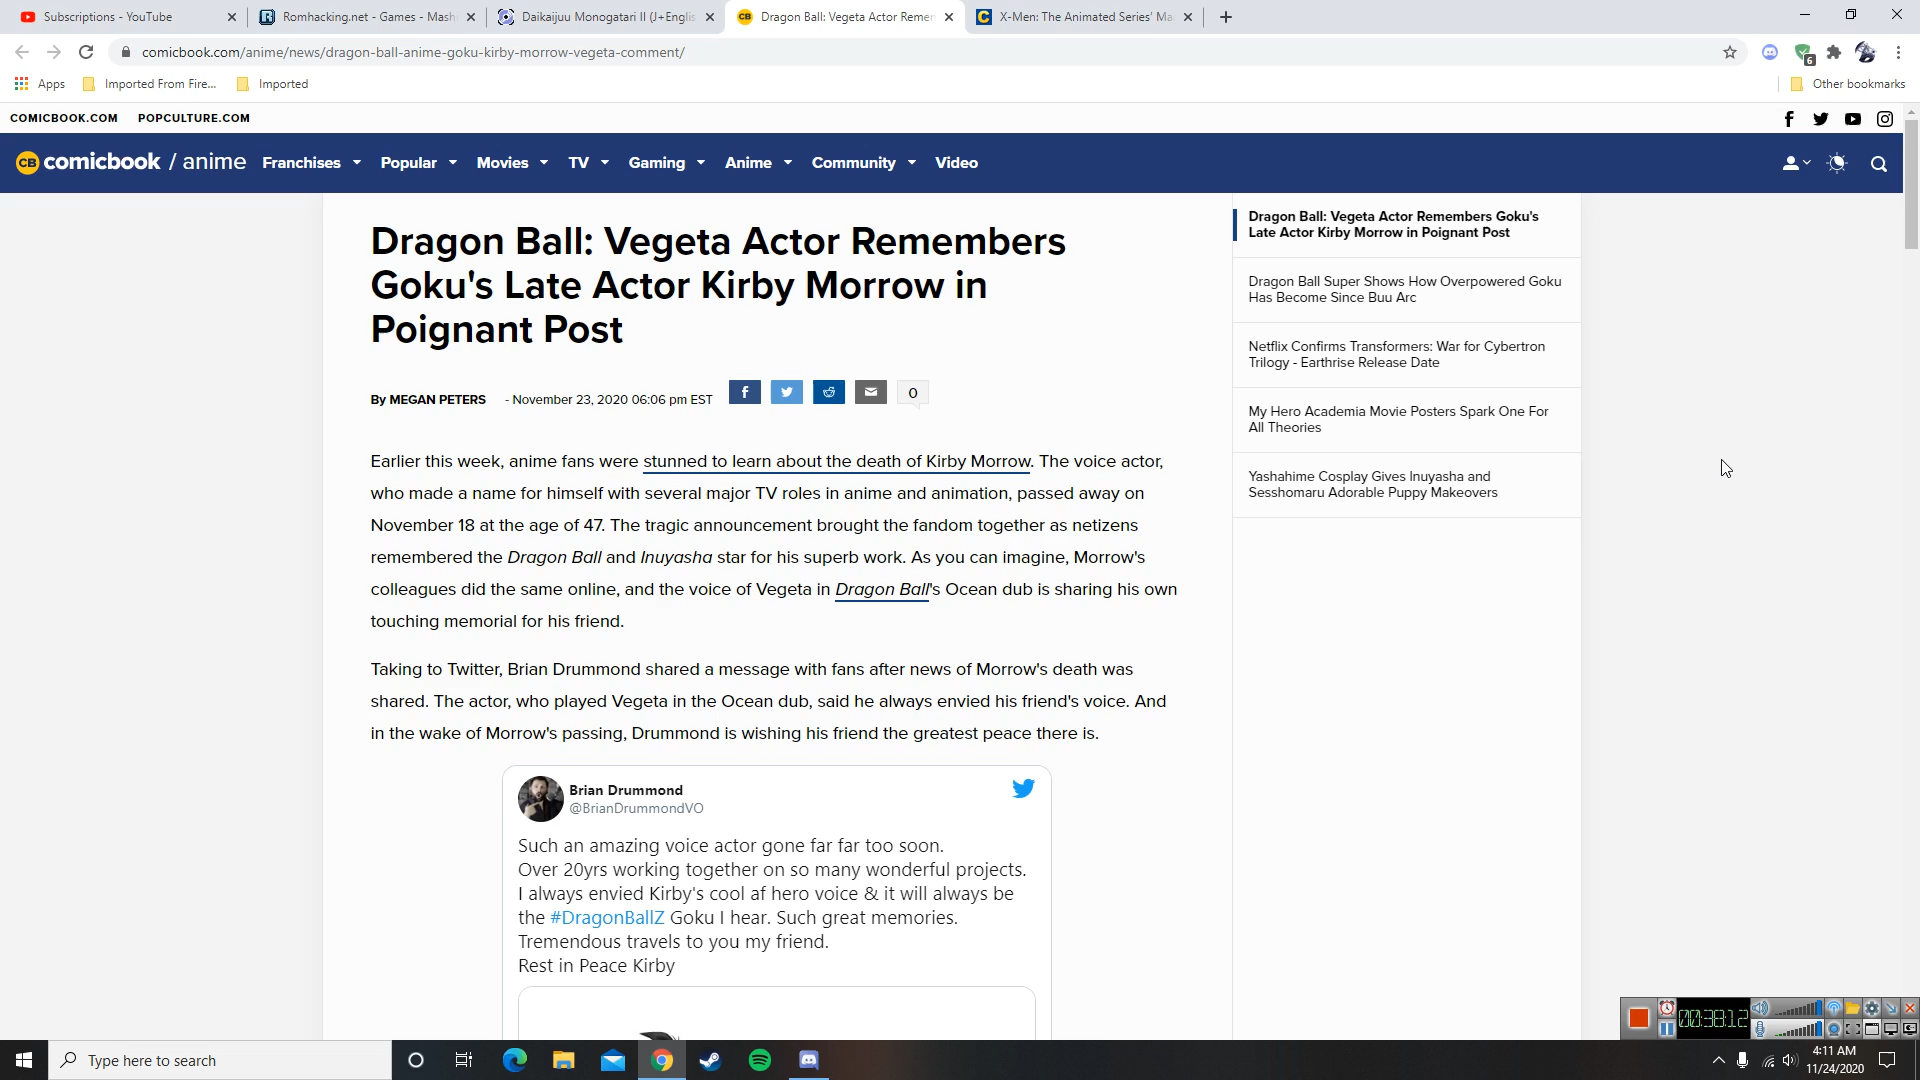 Subscriptions - YouTube
Romhacking.net - Games - Mash
Daikaijuu Monogatari II (J+Englis
Dragon Ball: Vegeta Actor Remem
X-Men: The Animated Series' Ma
comicbook.com/anime/news/dragon-ball-anime-goku-kirby-morrow-vegeta-comment/
6
Apps
Imported From Fire...
Imported
Other bookmarks
COMICBOOK.COM POPCULTURE.COM
CB comicbook / anime Franchises Popular Movies TV Gaming Anime Community Video
Dragon Ball: Vegeta Actor Remembers
Goku's Late Actor Kirby Morrow in
Poignant Post
By MEGAN PETERS - November 23, 2020 06:06 pm EST
0
Earlier this week, anime fans were stunned to learn about the death of Kirby Morrow. The voice actor,
who made a name for himself with several major TV roles in anime and animation, passed away on
November 18 at the age of 47. The tragic announcement brought the fandom together as netizens
remembered the Dragon Ball and Inuyasha star for his superb work. As you can imagine, Morrow's
colleagues did the same online, and the voice of Vegeta in Dragon Ball's Ocean dub is sharing his own
touching memorial for his friend.
Taking to Twitter, Brian Drummond shared a message with fans after news of Morrow's death was
shared. The actor, who played Vegeta in the Ocean dub, said he always envied his friend's voice. And
in the wake of Morrow's passing, Drummond is wishing his friend the greatest peace there is.
Brian Drummond
@BrianDrummondVO
Such an amazing voice actor gone far far too soon.
Over 20yrs working together on so many wonderful projects.
I always envied Kirby's cool af hero voice & it will always be
the #DragonBallZ Goku I hear. Such great memories.
Tremendous travels to you my friend.
Rest in Peace Kirby
Dragon Ball: Vegeta Actor Remembers Goku's
Late Actor Kirby Morrow in Poignant Post
Dragon Ball Super Shows How Overpowered Goku
Has Become Since Buu Arc
Netflix Confirms Transformers: War for Cybertron
Trilogy - Earthrise Release Date
My Hero Academia Movie Posters Spark One For
All Theories
Yashahime Cosplay Gives Inuyasha and
Sesshomaru Adorable Puppy Makeovers
00:38:12
Type here to search
4:11 AM
11/24/2020